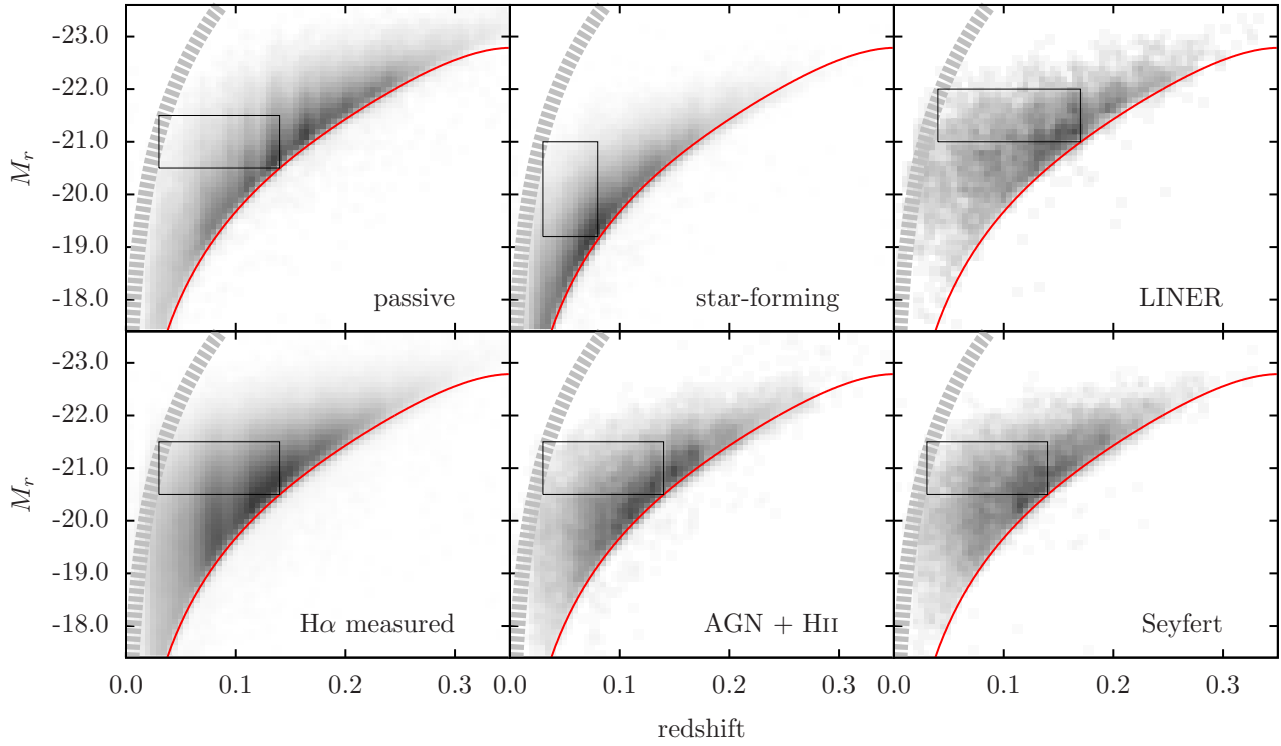 -23.0
-22.0
-21.0
-20.0
-19.0
-18.0
M_r
passive
star-forming
LINER
-23.0
-22.0
-21.0
-20.0
-19.0
-18.0
M_r
Hα measured
AGN + HII
Seyfert
0.0 0.1 0.2 0.3 0.0 0.1 0.2 0.3 0.0 0.1 0.2 0.3
redshift